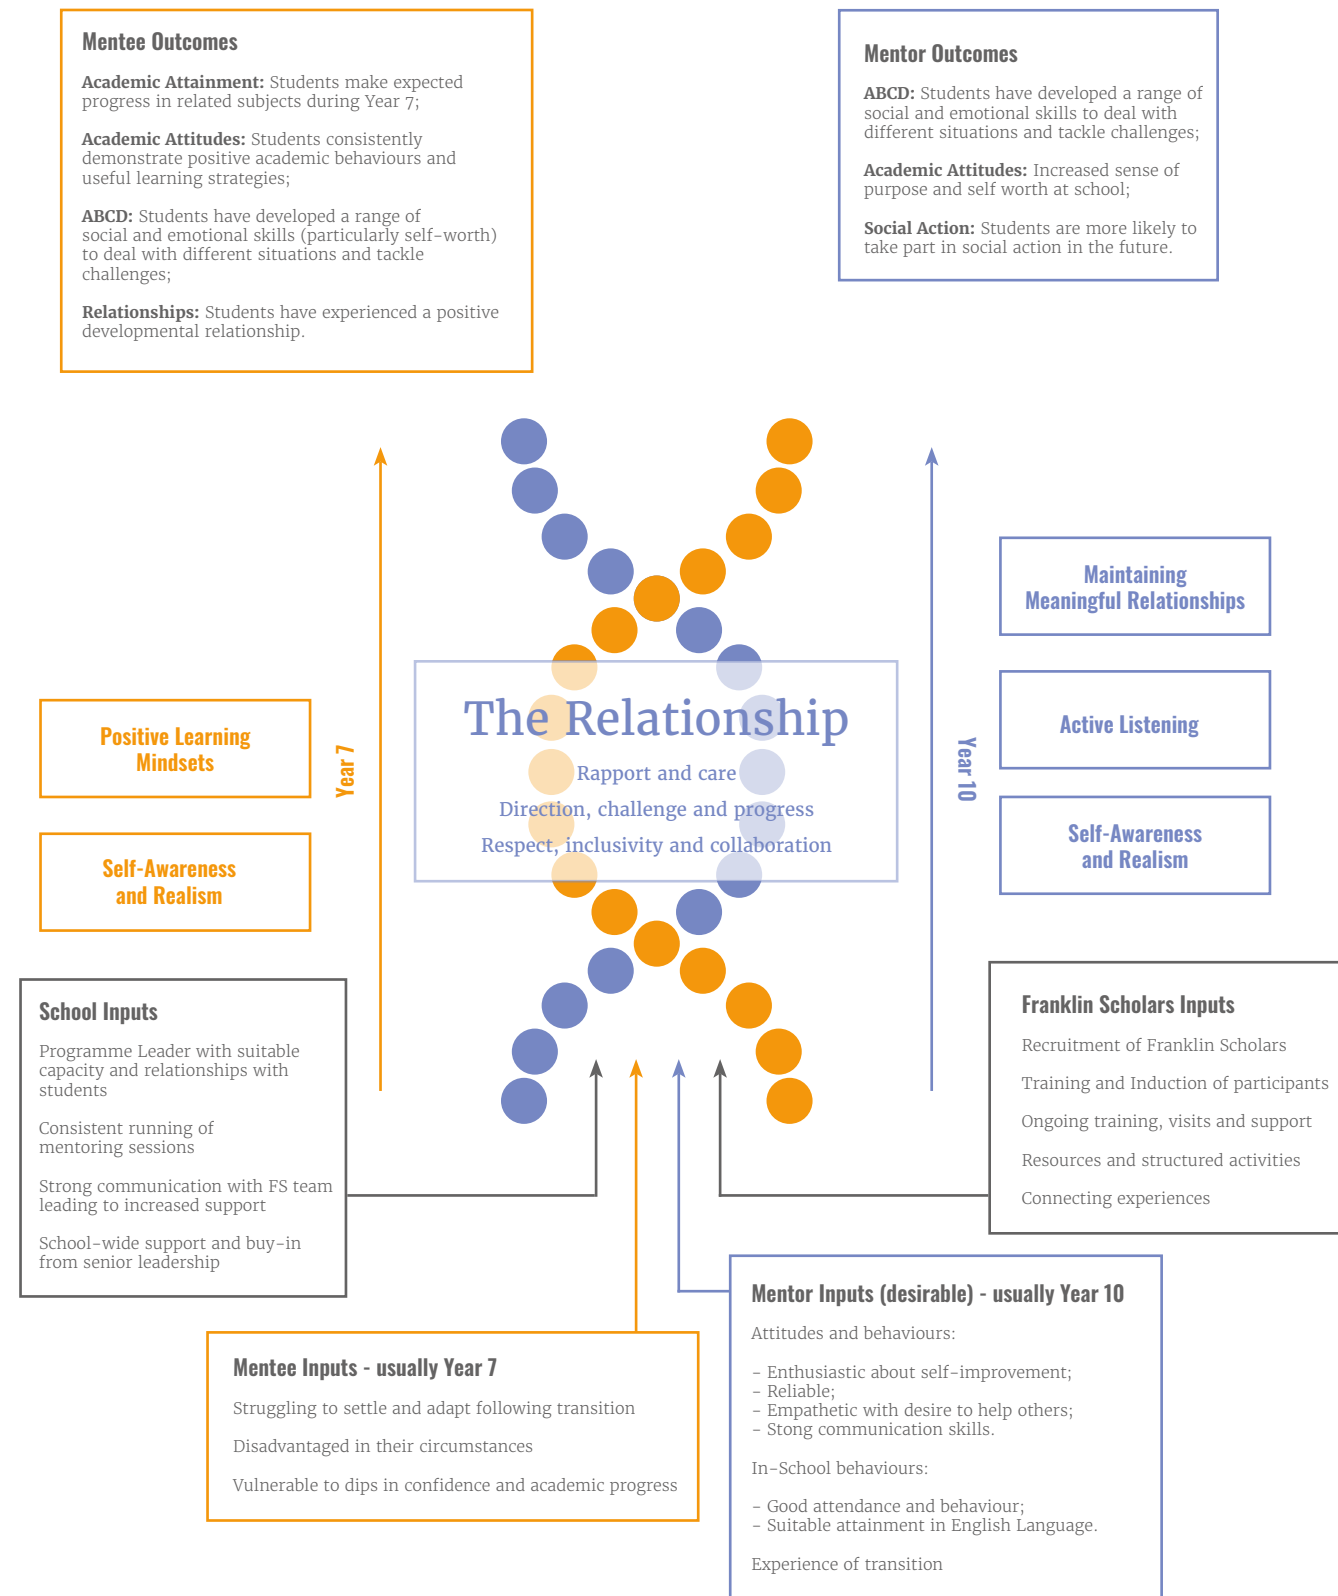 Mentee Outcomes
Academic Attainment: Students make expected
progress in related subjects during Year 7;
Academic Attitudes: Students consistently
demonstrate positive academic behaviours and
useful learning strategies;
ABCD: Students have developed a range of
social and emotional skills (particularly self-worth)
to deal with different situations and tackle
challenges;
Relationships: Students have experienced a positive
developmental relationship.
Mentor Outcomes
ABCD: Students have developed a range of
social and emotional skills to deal with
different situations and tackle challenges;
Academic Attitudes: Increased sense of
purpose and self worth at school;
Social Action: Students are more likely to
take part in social action in the future.
Positive Learning
Mindsets
Self-Awareness
and Realism
Year 7
The Relationship
Rapport and care
Direction, challenge and progress
Respect, inclusivity and collaboration
Year 10
Maintaining
Meaningful Relationships
Active Listening
Self-Awareness
and Realism
School Inputs
Programme Leader with suitable
capacity and relationships with
students
Consistent running of
mentoring sessions
Strong communication with FS team
leading to increased support
School-wide support and buy-in
from senior leadership
Franklin Scholars Inputs
Recruitment of Franklin Scholars
Training and Induction of participants
Ongoing training, visits and support
Resources and structured activities
Connecting experiences
Mentee Inputs - usually Year 7
Struggling to settle and adapt following transition
Disadvantaged in their circumstances
Vulnerable to dips in confidence and academic progress
Mentor Inputs (desirable) - usually Year 10
Attitudes and behaviours:
- Enthusiastic about self-improvement;
- Reliable;
- Empathetic with desire to help others;
- Stong communication skills.
In-School behaviours:
- Good attendance and behaviour;
- Suitable attainment in English Language.
Experience of transition